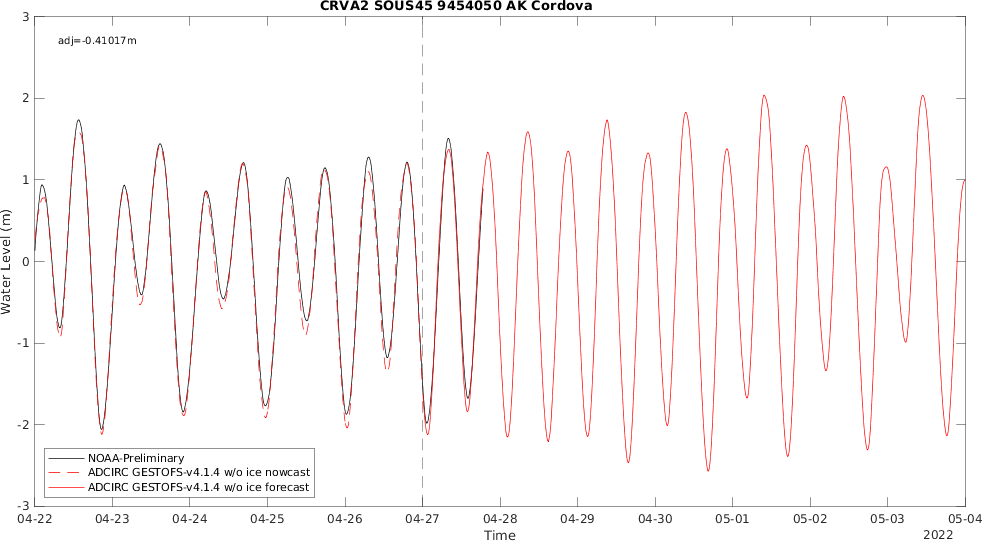 CRVA2 SOUS45 9454050 AK Cordova
adj=-0.41017m
3
2
1
0
-1
-2
-3
Water Level (m)
NOAA-Preliminary
ADCIRC GESTOFS-v4.1.4 w/o ice nowcast
ADCIRC GESTOFS-v4.1.4 w/o ice forecast
04-22 04-23 04-24 04-25 04-26 04-27 04-28 04-29 04-30 05-01 05-02 05-03 05-04
Time
2022